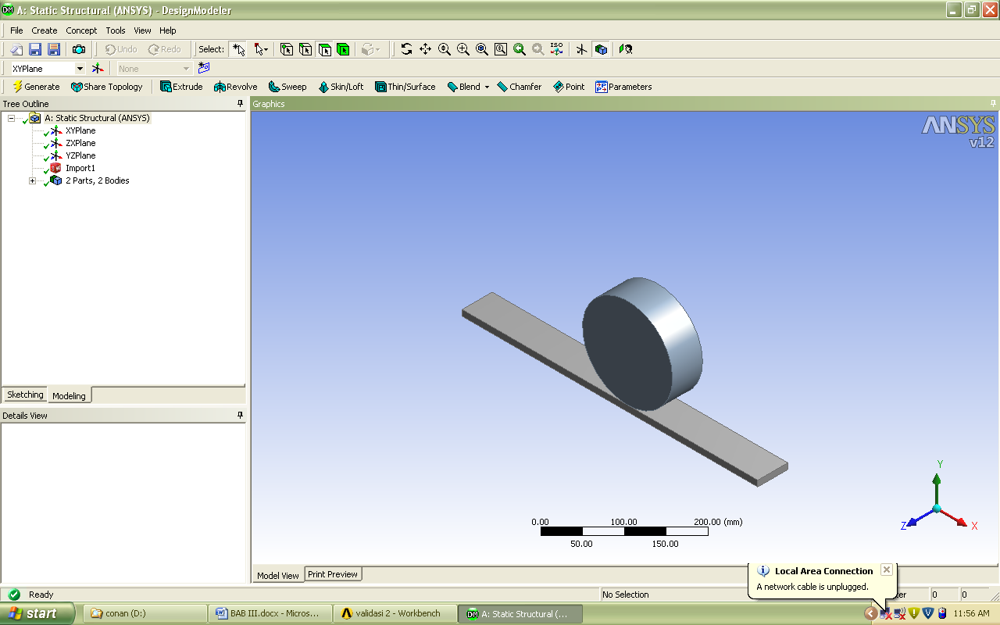 A: Static Structural (ANSYS) - DesignModeler
File Create Concept Tools View Help
Undo Redo Select: ISO
XYPlane None
Generate Share Topology Extrude Revolve Sweep Skin/Loft Thin/Surface Blend Chamfer Point Parameters
Tree Outline
A: Static Structural (ANSYS)
XYPlane
ZXPlane
YZPlane
Import1
2 Parts, 2 Bodies
Sketching Modeling
Details View
Graphics
ANSYS
v12
0.00 100.00 200.00 (mm)
50.00 150.00
Y
Z X
Model View Print Preview
Local Area Connection
A network cable is unplugged.
Ready No Selection 0 0
start conan (D:) BAB III.docx - Micros... validasi 2 - Workbench A: Static Structural (... 11:56 AM